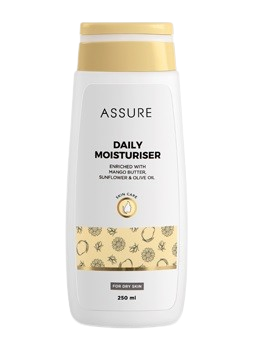 ASSURE
DAILY
MOISTURISER
ENRICHED WITH
MANGO BUTTER,
SUNFLOWER & OLIVE OIL
SKIN CARE
FOR DRY SKIN
250 ml